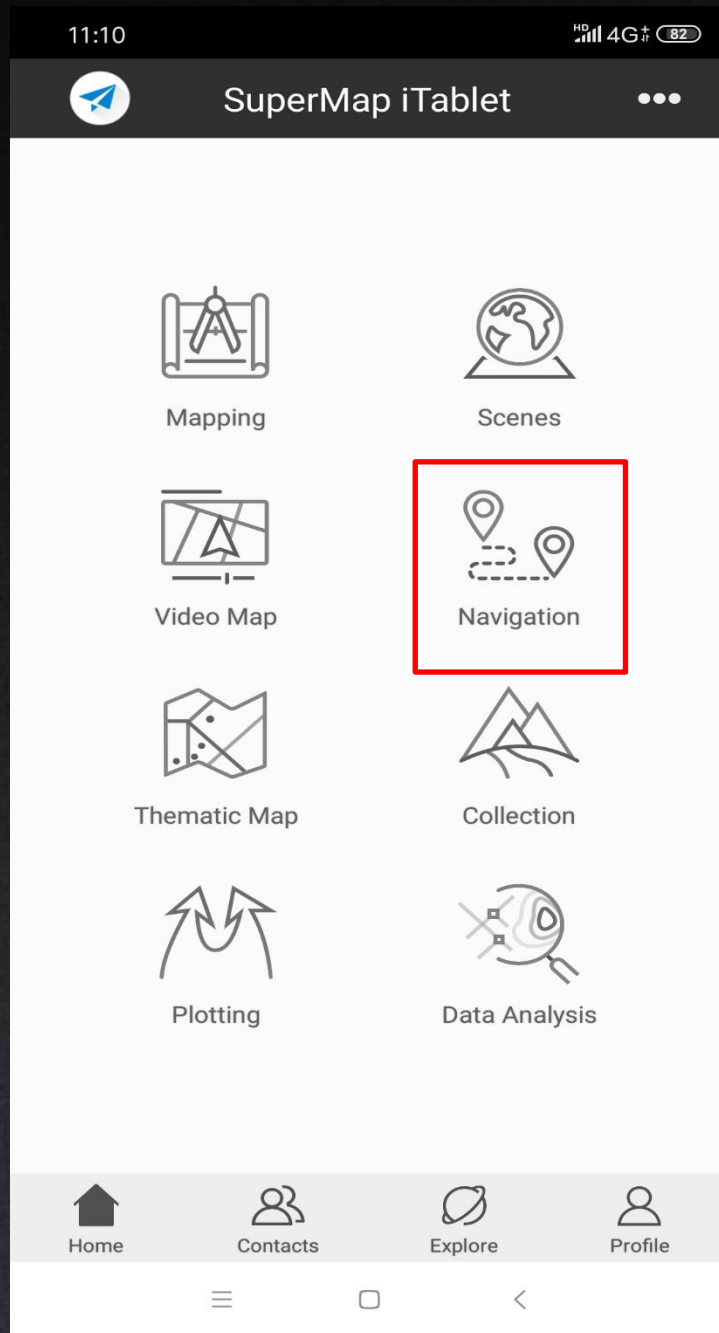 11:10 HD 4G+ 82
SuperMap iTablet
Mapping Scenes
Video Map Navigation
Thematic Map Collection
Plotting Data Analysis
Home Contacts Explore Profile